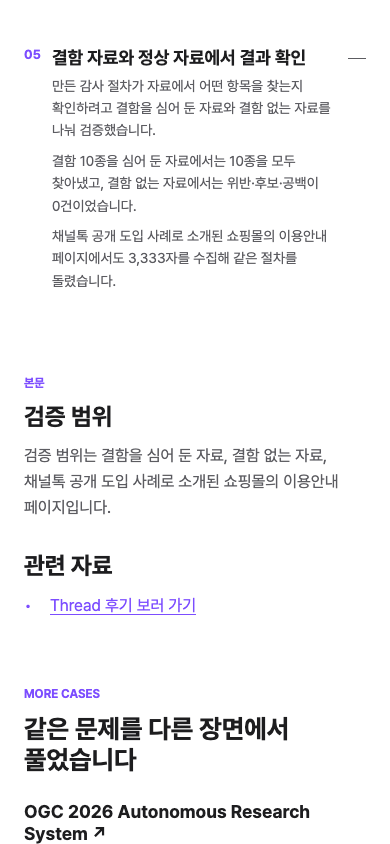 05 결함 자료와 정상 자료에서 결과 확인
만든 감사 절차가 자료에서 어떤 항목을 찾는지
확인하려고 결함을 심어 둔 자료와 결함 없는 자료를
나눠 검증했습니다.
결함 10종을 심어 둔 자료에서는 10종을 모두
찾아냈고, 결함 없는 자료에서는 위반·후보·공백이
0건이었습니다.
채널톡 공개 도입 사례로 소개된 쇼핑몰의 이용안내
페이지에서도 3,333자를 수집해 같은 절차를
돌렸습니다.
본문
검증 범위
검증 범위는 결함을 심어 둔 자료, 결함 없는 자료,
채널톡 공개 도입 사례로 소개된 쇼핑몰의 이용안내
페이지입니다.
관련 자료
• Thread 후기 보러 가기
MORE CASES
같은 문제를 다른 장면에서
풀었습니다
OGC 2026 Autonomous Research
System ↗